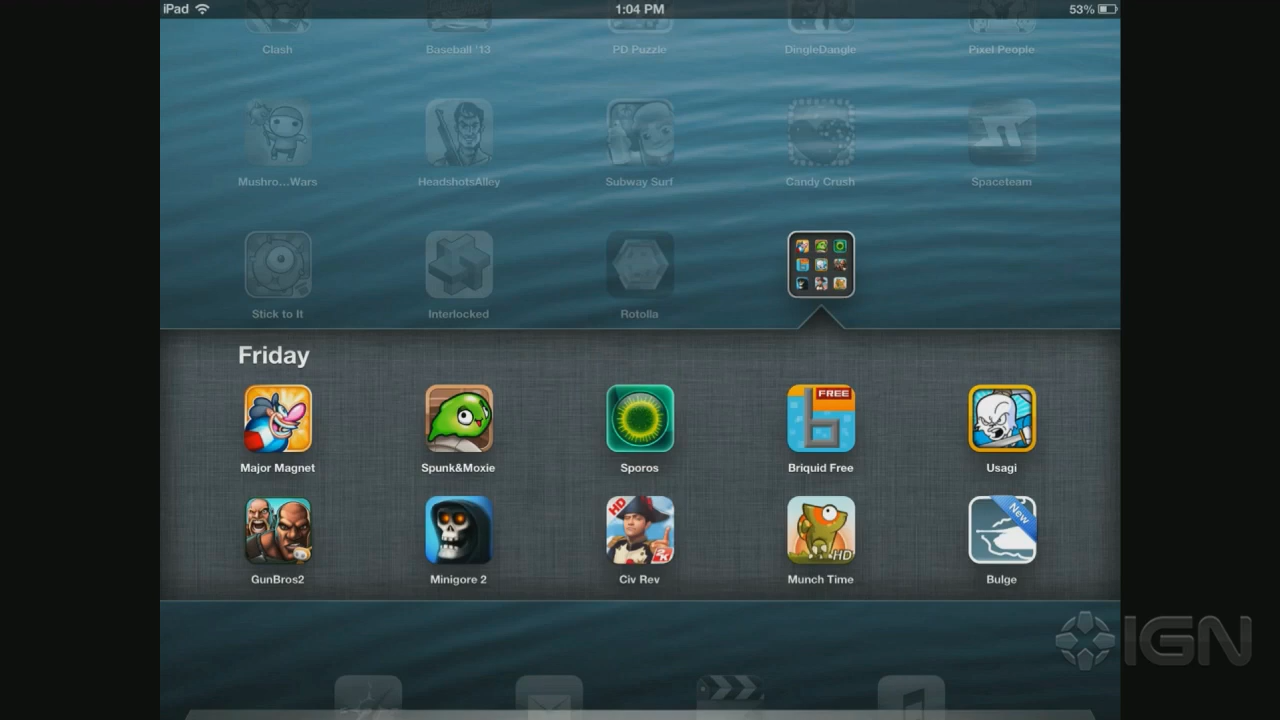 iPad 1:04 PM 53%
Clash Baseball '13 PD Puzzle DingleDangle Pixel People
Mushro...Wars HeadshotsAlley Subway Surf Candy Crush Spaceteam
Stick to It Interlocked Rotolla
Friday
FREE
Major Magnet Spunk&Moxie Sporos Briquid Free Usagi
HD 2K HD New
GunBros2 Minigore 2 Civ Rev Munch Time Bulge
IGN